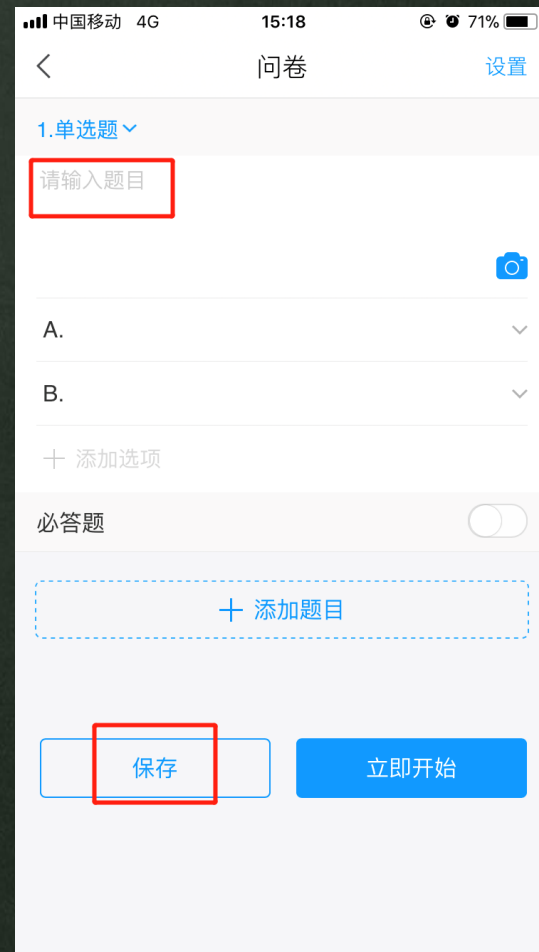 中国移动 4G 15:18 71%
问卷 设置
1.单选题
请输入题目
A.
B.
添加选项
必答题
添加题目
保存 立即开始